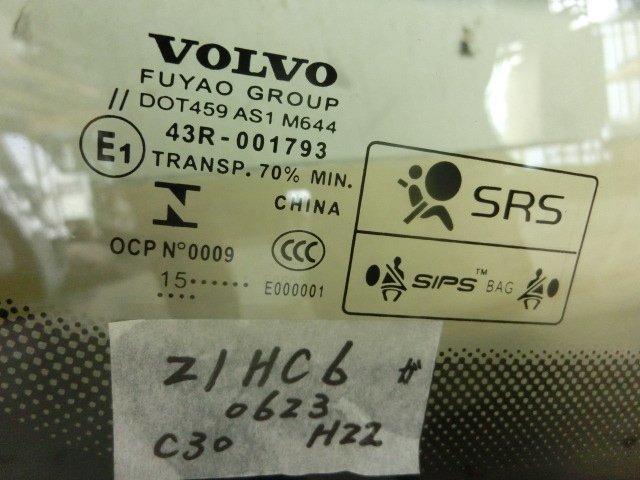 VOLVO
FUYAO GROUP
// DOT459 AS1 M644
43R-001793
E1
TRANSP. 70% MIN.
CHINA
OCP N°0009
CCC
15......
....
E000001
SRS
SIPS™ BAG
Z1HC6 ガ
0623
C30 H22